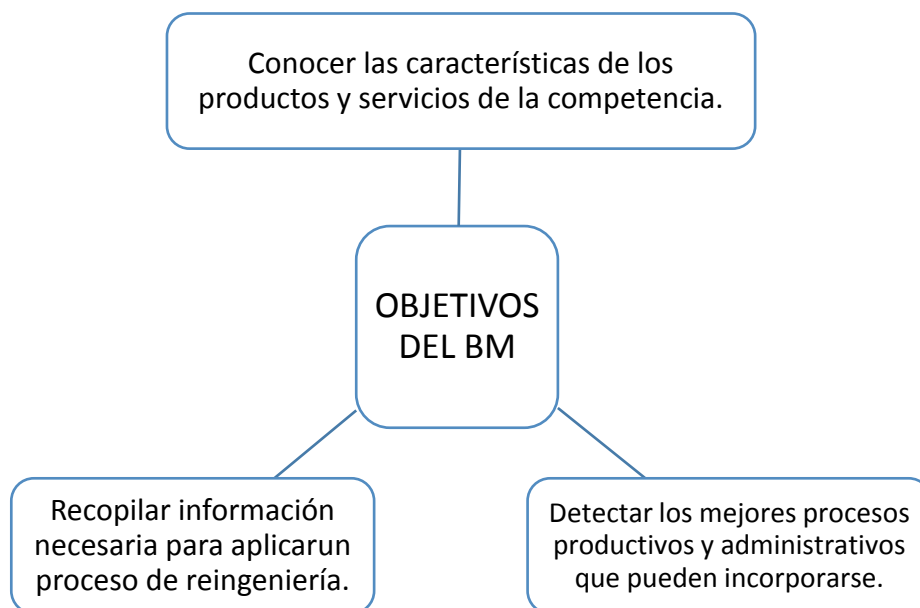 Conocer las características de los
productos y servicios de la competencia.
OBJETIVOS
DEL BM
Recopilar información
necesaria para aplicarun
proceso de reingeniería.
Detectar los mejores procesos
productivos y administrativos
que pueden incorporarse.